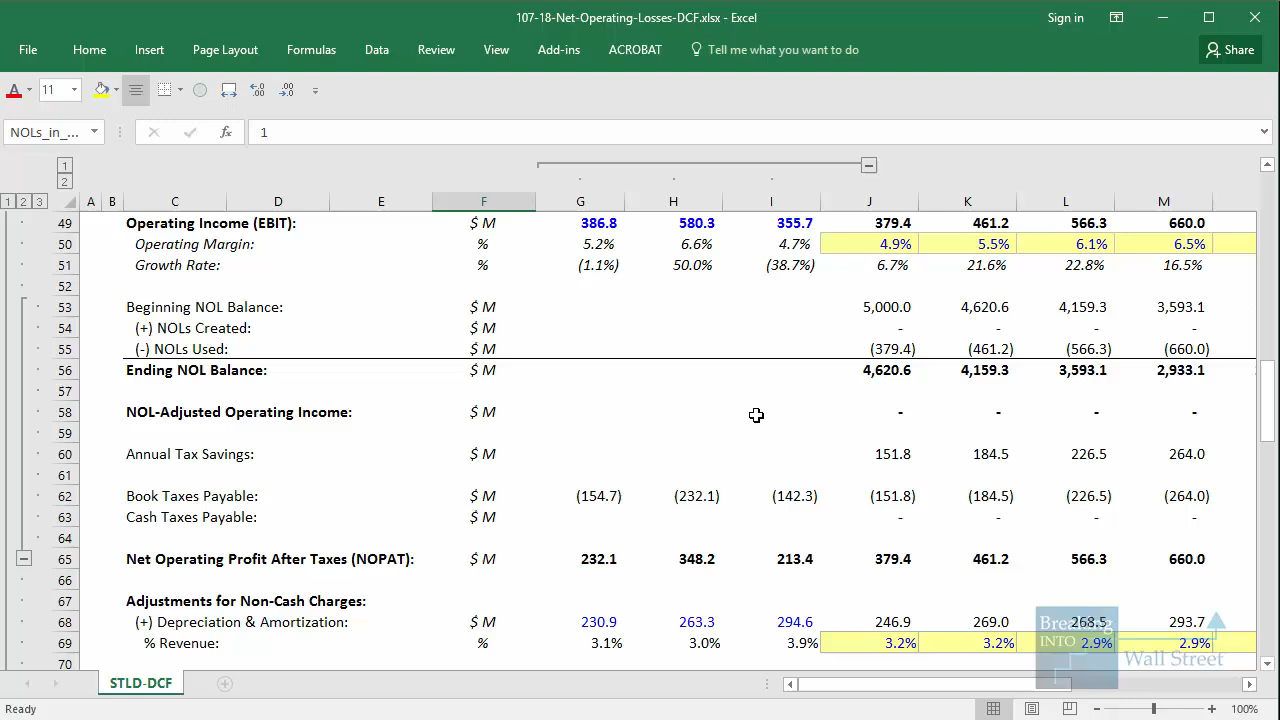 107-18-Net-Operating-Losses-DCF.xlsx - Excel
Sign in
File Home Insert Page Layout Formulas Data Review View Add-ins ACROBAT Tell me what you want to do Share
A 11 ←.0 .00 .00 →.0
NOLs_in_... fx 1
1
2
1 2 3 A B C D E F G H I J K L M
49 Operating Income (EBIT): $ M 386.8 580.3 355.7 379.4 461.2 566.3 660.0
50 Operating Margin: % 5.2% 6.6% 4.7% 4.9% 5.5% 6.1% 6.5%
51 Growth Rate: % (1.1%) 50.0% (38.7%) 6.7% 21.6% 22.8% 16.5%
52
53 Beginning NOL Balance: $ M 5,000.0 4,620.6 4,159.3 3,593.1
54 (+) NOLs Created: $ M - - - -
55 (-) NOLs Used: $ M (379.4) (461.2) (566.3) (660.0)
56 Ending NOL Balance: $ M 4,620.6 4,159.3 3,593.1 2,933.1
57
58 NOL-Adjusted Operating Income: $ M - - - -
59
60 Annual Tax Savings: $ M 151.8 184.5 226.5 264.0
61
62 Book Taxes Payable: $ M (154.7) (232.1) (142.3) (151.8) (184.5) (226.5) (264.0)
63 Cash Taxes Payable: $ M - - - -
64
65 Net Operating Profit After Taxes (NOPAT): $ M 232.1 348.2 213.4 379.4 461.2 566.3 660.0
66
67 Adjustments for Non-Cash Charges:
68 (+) Depreciation & Amortization: $ M 230.9 263.3 294.6 246.9 269.0 268.5 293.7
69 % Revenue: % 3.1% 3.0% 3.9% 3.2% 3.2% 2.9% 2.9%
70
Breaking
INTO
Wall Street
STLD-DCF
Ready 100%